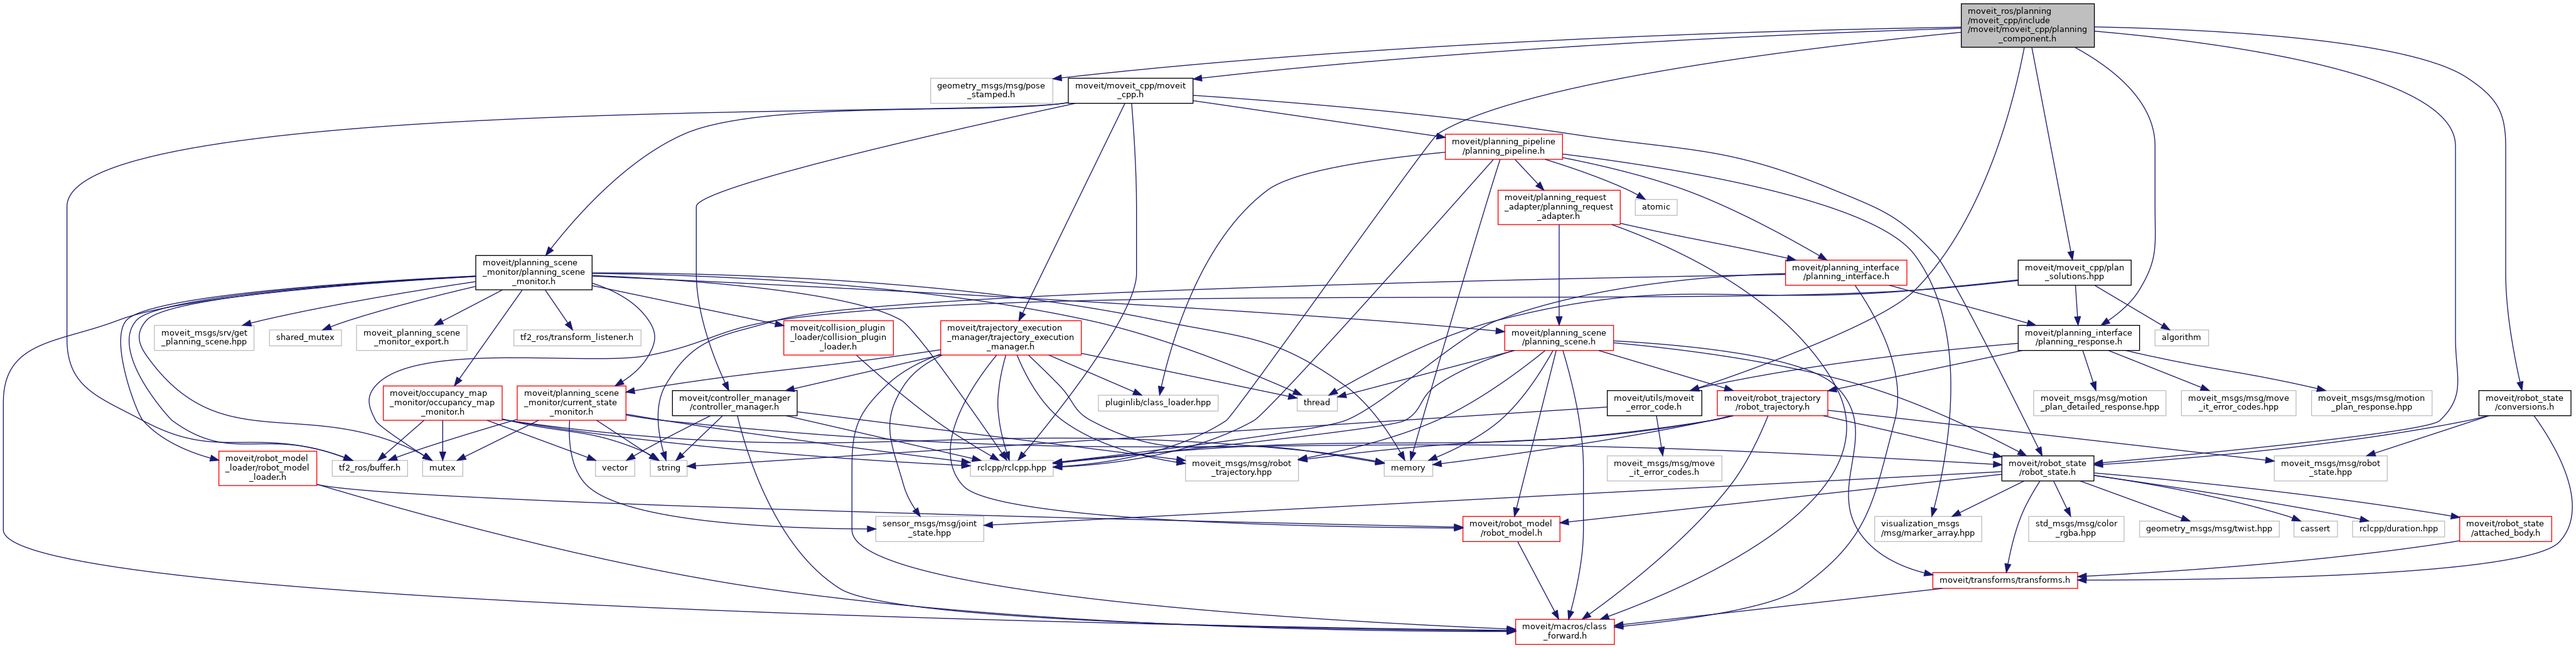 moveit_ros/planning
/moveit_cpp/include
/moveit/moveit_cpp/planning
_component.h
geometry_msgs/msg/pose
_stamped.h
moveit/moveit_cpp/moveit
_cpp.h
moveit/planning_pipeline
/planning_pipeline.h
moveit/planning_request
_adapter/planning_request
_adapter.h
atomic
moveit/planning_scene
_monitor/planning_scene
_monitor.h
moveit/planning_interface
/planning_interface.h
moveit/moveit_cpp/plan
_solutions.hpp
moveit_msgs/srv/get
_planning_scene.hpp
shared_mutex
moveit_planning_scene
_monitor_export.h
tf2_ros/transform_listener.h
moveit/collision_plugin
_loader/collision_plugin
_loader.h
moveit/trajectory_execution
_manager/trajectory_execution
_manager.h
moveit/planning_scene
/planning_scene.h
moveit/planning_interface
/planning_response.h
algorithm
moveit/occupancy_map
_monitor/occupancy_map
_monitor.h
moveit/planning_scene
_monitor/current_state
_monitor.h
moveit/controller_manager
/controller_manager.h
pluginlib/class_loader.hpp
thread
moveit/utils/moveit
_error_code.h
moveit/robot_trajectory
/robot_trajectory.h
moveit_msgs/msg/motion
_plan_detailed_response.hpp
moveit_msgs/msg/move
_it_error_codes.hpp
moveit_msgs/msg/motion
_plan_response.hpp
moveit/robot_state
/conversions.h
moveit/robot_model
_loader/robot_model
_loader.h
tf2_ros/buffer.h
mutex
vector
string
rclcpp/rclcpp.hpp
moveit_msgs/msg/robot
_trajectory.hpp
memory
moveit_msgs/msg/move
_it_error_codes.h
moveit/robot_state
/robot_state.h
moveit_msgs/msg/robot
_state.hpp
sensor_msgs/msg/joint
_state.hpp
moveit/robot_model
/robot_model.h
visualization_msgs
/msg/marker_array.hpp
std_msgs/msg/color
_rgba.hpp
geometry_msgs/msg/twist.hpp
cassert
rclcpp/duration.hpp
moveit/robot_state
/attached_body.h
moveit/transforms/transforms.h
moveit/macros/class
_forward.h